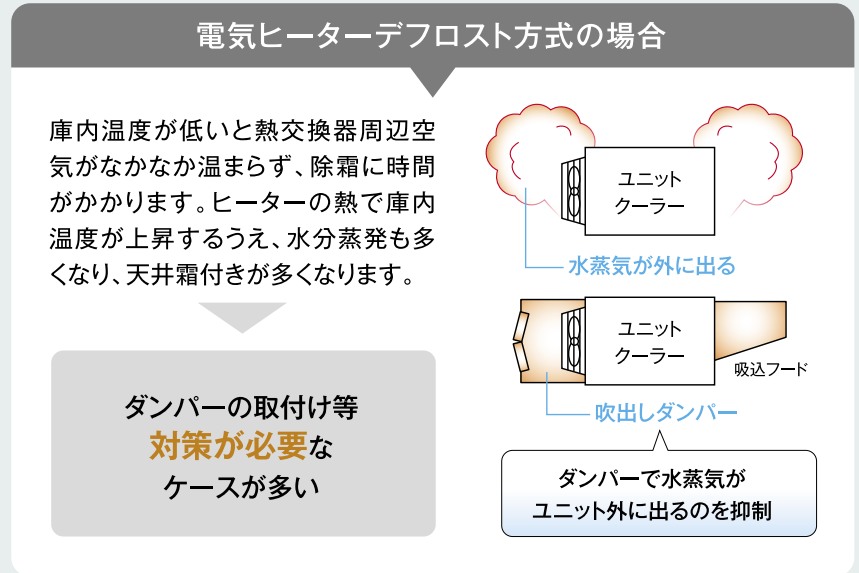 電気ヒーターデフロスト方式の場合
庫内温度が低いと熱交換器周辺空
気がなかなか温まらず、除霜に時間
がかかります。ヒーターの熱で庫内
温度が上昇するうえ、水分蒸発も多
くなり、天井霜付きが多くなります。
ダンパーの取付け等
対策が必要な
ケースが多い
ユニット
クーラー
水蒸気が外に出る
ユニット
クーラー
吸込フード
吹出しダンパー
ダンパーで水蒸気が
ユニット外に出るのを抑制